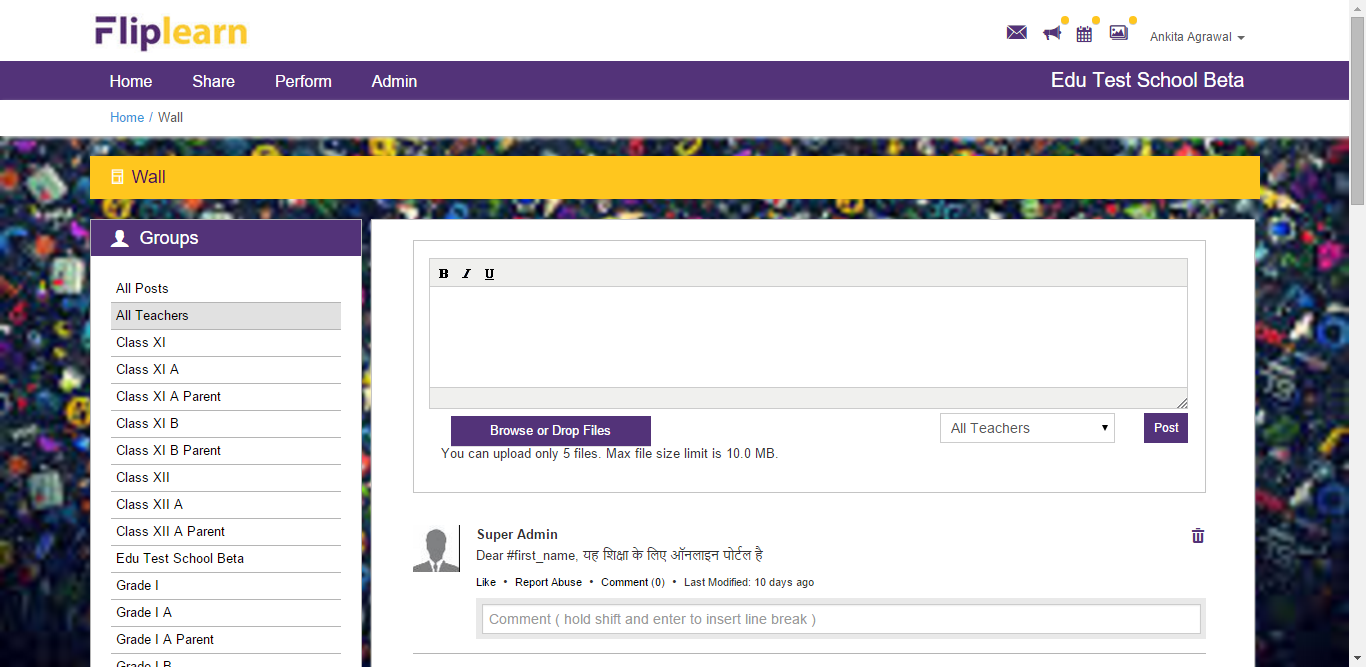 Fliplearn
Ankita Agrawal
Home Share Perform Admin
Edu Test School Beta
Home / Wall
Wall
Groups
All Posts
All Teachers
Class XI
Class XI A
Class XI A Parent
Class XI B
Class XI B Parent
Class XII
Class XII A
Class XII A Parent
Edu Test School Beta
Grade I
Grade I A
Grade I A Parent
Grade I B
B I U
Browse or Drop Files
All Teachers
Post
You can upload only 5 files. Max file size limit is 10.0 MB.
Super Admin
Dear #first_name, यह शिक्षा के लिए ऑनलाइन पोर्टल है
Like • Report Abuse • Comment (0) • Last Modified: 10 days ago
Comment ( hold shift and enter to insert line break )